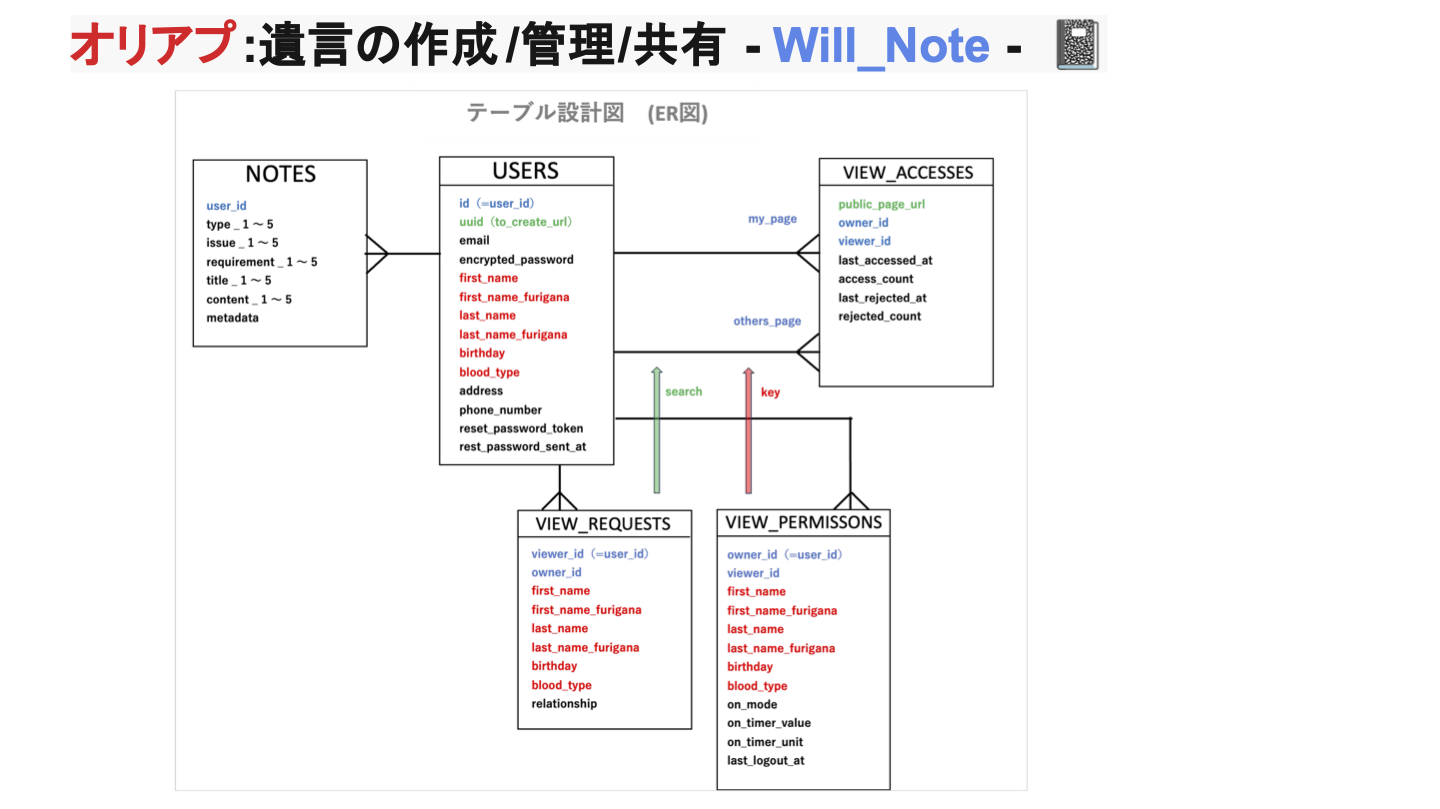 オリアプ:遺言の作成/管理/共有 - Will_Note -
テーブル設計図 (ER図)
NOTES
user_id
type _ 1 ～ 5
issue _ 1 ～ 5
requirement _ 1 ～ 5
title _ 1 ～ 5
content _ 1 ～ 5
metadata
USERS
id（=user_id）
uuid（to_create_url）
email
encrypted_password
first_name
first_name_furigana
last_name
last_name_furigana
birthday
blood_type
address
phone_number
reset_password_token
rest_password_sent_at
my_page
others_page
search
key
VIEW_ACCESSES
public_page_url
owner_id
viewer_id
last_accessed_at
access_count
last_rejected_at
rejected_count
VIEW_REQUESTS
viewer_id（=user_id）
owner_id
first_name
first_name_furigana
last_name
last_name_furigana
birthday
blood_type
relationship
VIEW_PERMISSONS
owner_id（=user_id）
viewer_id
first_name
first_name_furigana
last_name
last_name_furigana
birthday
blood_type
on_mode
on_timer_value
on_timer_unit
last_logout_at